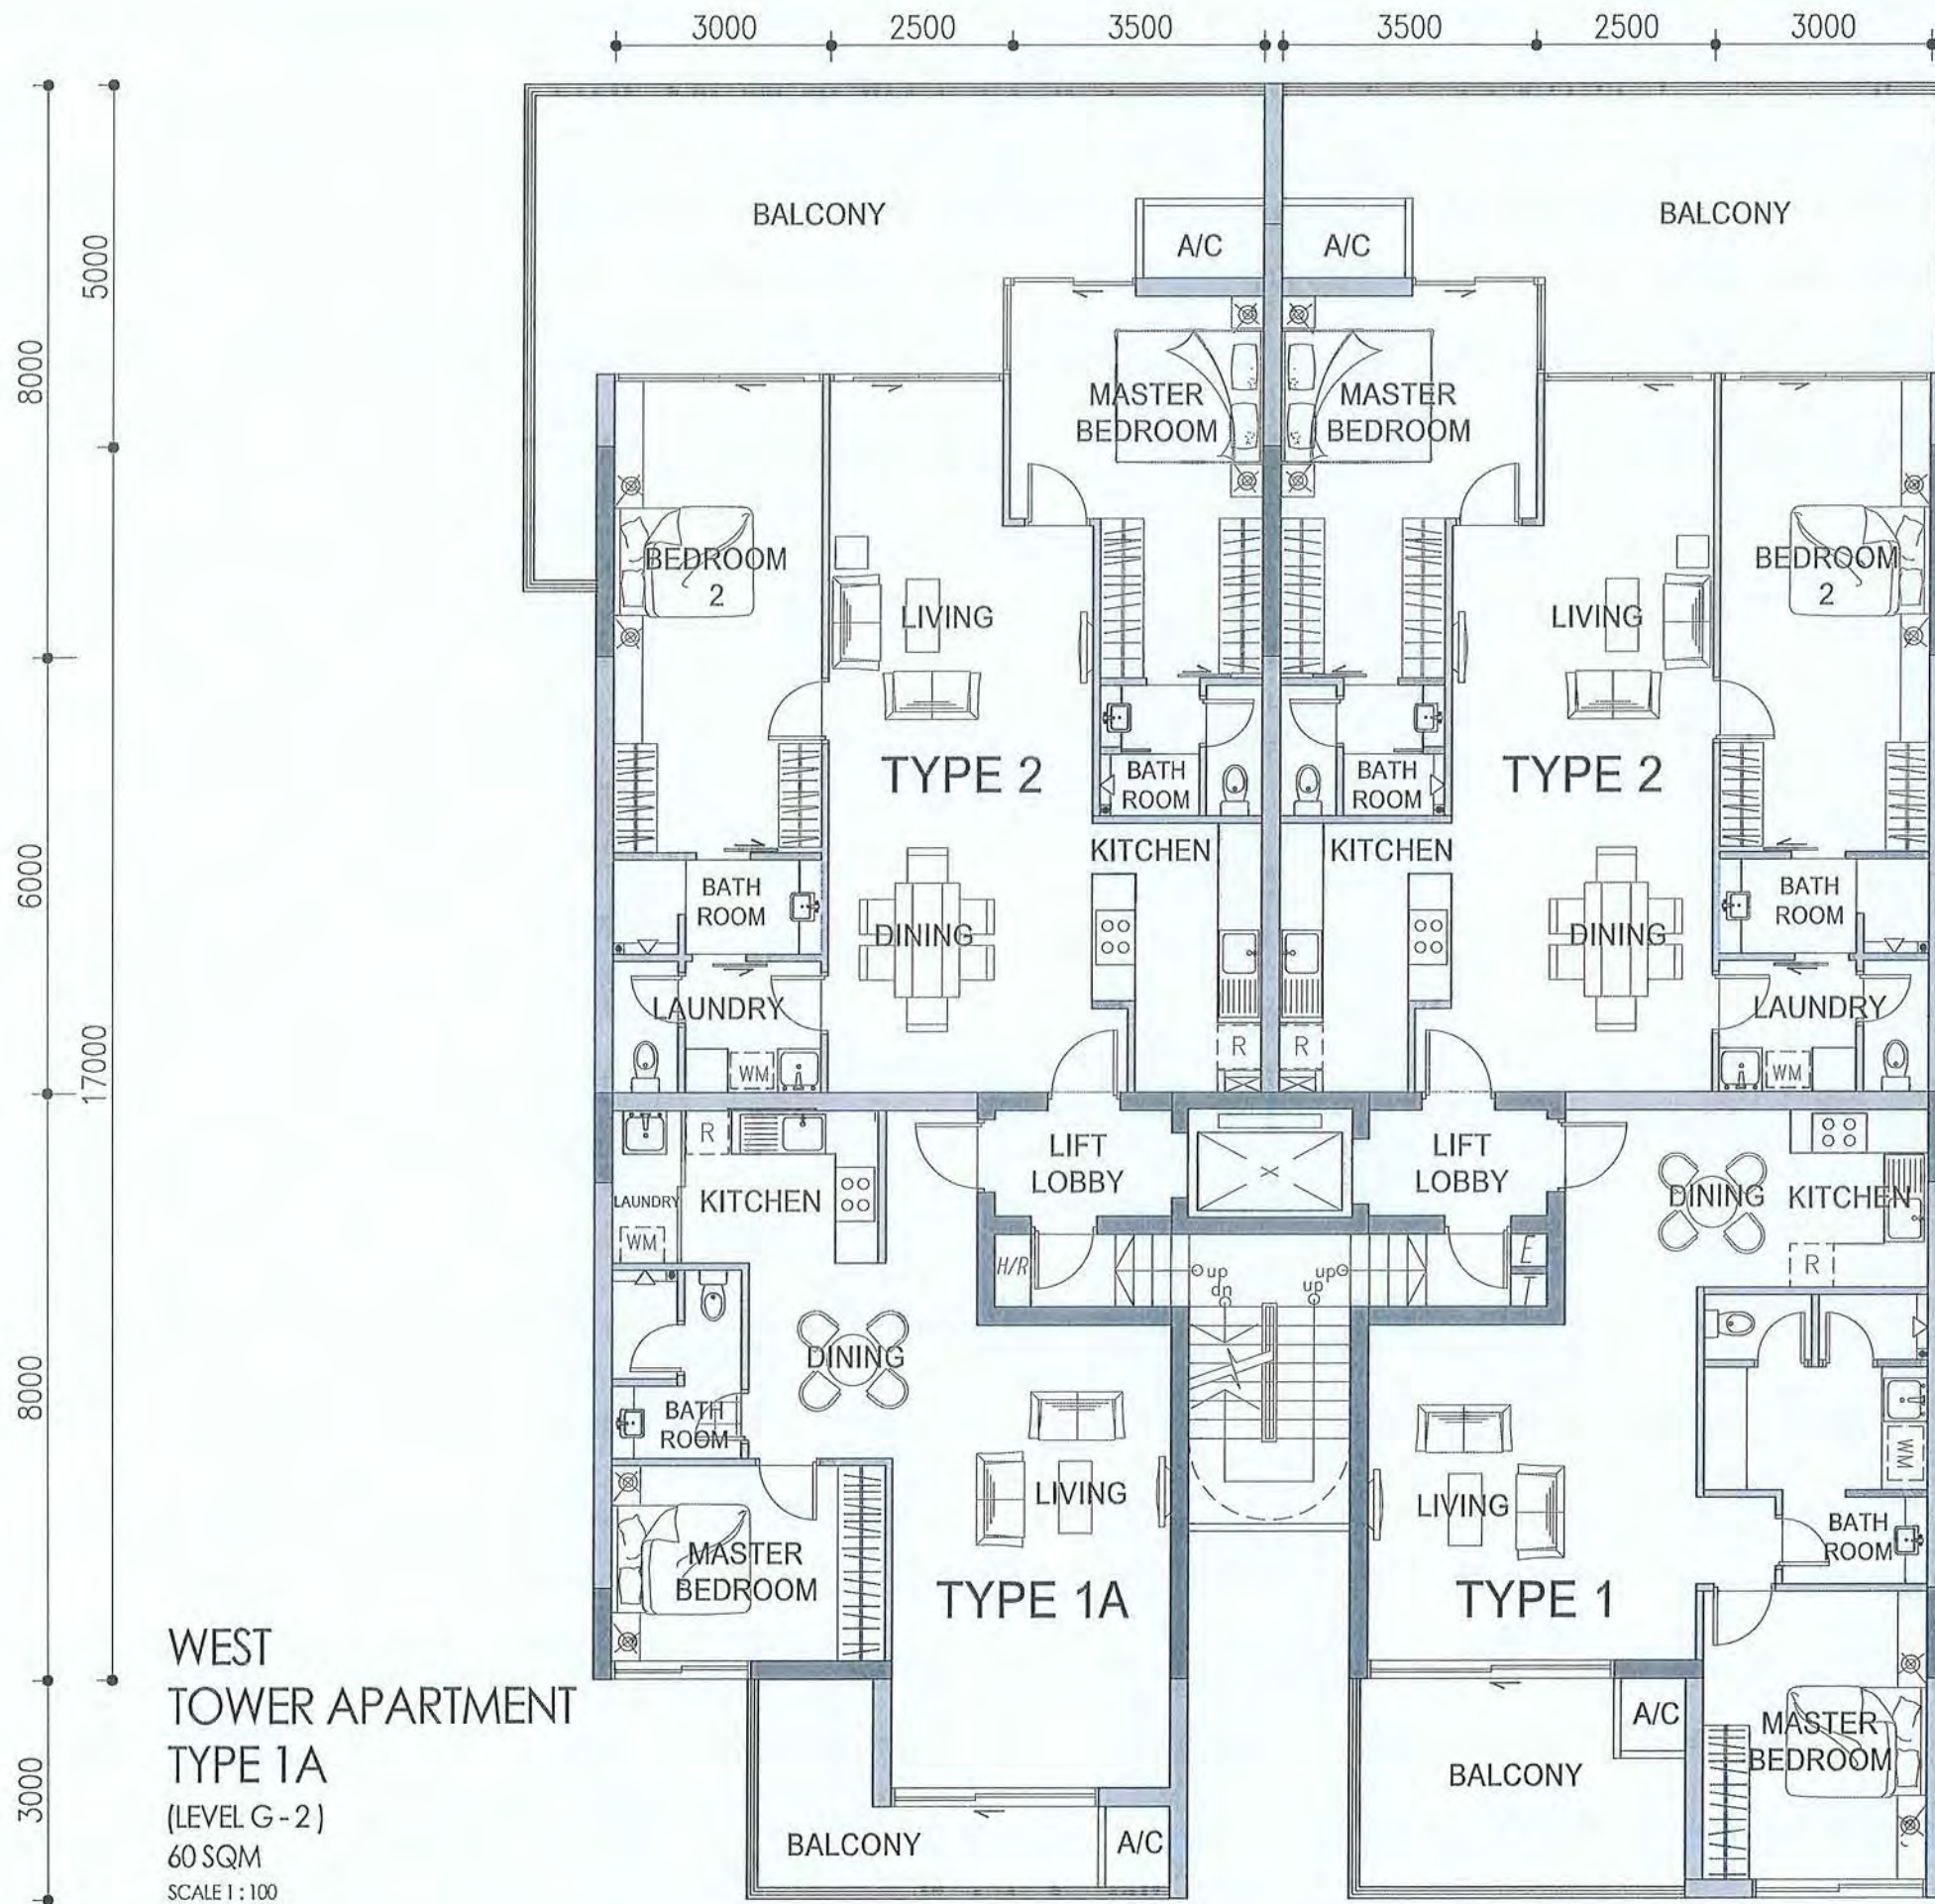 3000 2500 3500 3500 2500 3000
BALCONY BALCONY
A/C A/C
5000
8000
MASTER
BEDROOM
MASTER
BEDROOM
BEDROOM
2
LIVING
LIVING
BEDROOM
2
TYPE 2 TYPE 2
BATH
ROOM
BATH
ROOM
KITCHEN KITCHEN
6000
BATH
ROOM
DINING
DINING
BATH
ROOM
LAUNDRY
LAUNDRY
WM
R R
WM
17000
R
LAUNDRY
KITCHEN
WM
LIFT
LOBBY
LIFT
LOBBY
DINING KITCHEN
R
H/R
up
dn
up
up
E
T
8000
DINING
BATH
ROOM
LIVING
LIVING
WM
BATH
ROOM
MASTER
BEDROOM
TYPE 1A TYPE 1
A/C
MASTER
BEDROOM
BALCONY
BALCONY
A/C
3000
WEST
TOWER APARTMENT
TYPE 1A
(LEVEL G - 2 )
60 SQM
SCALE 1 : 100